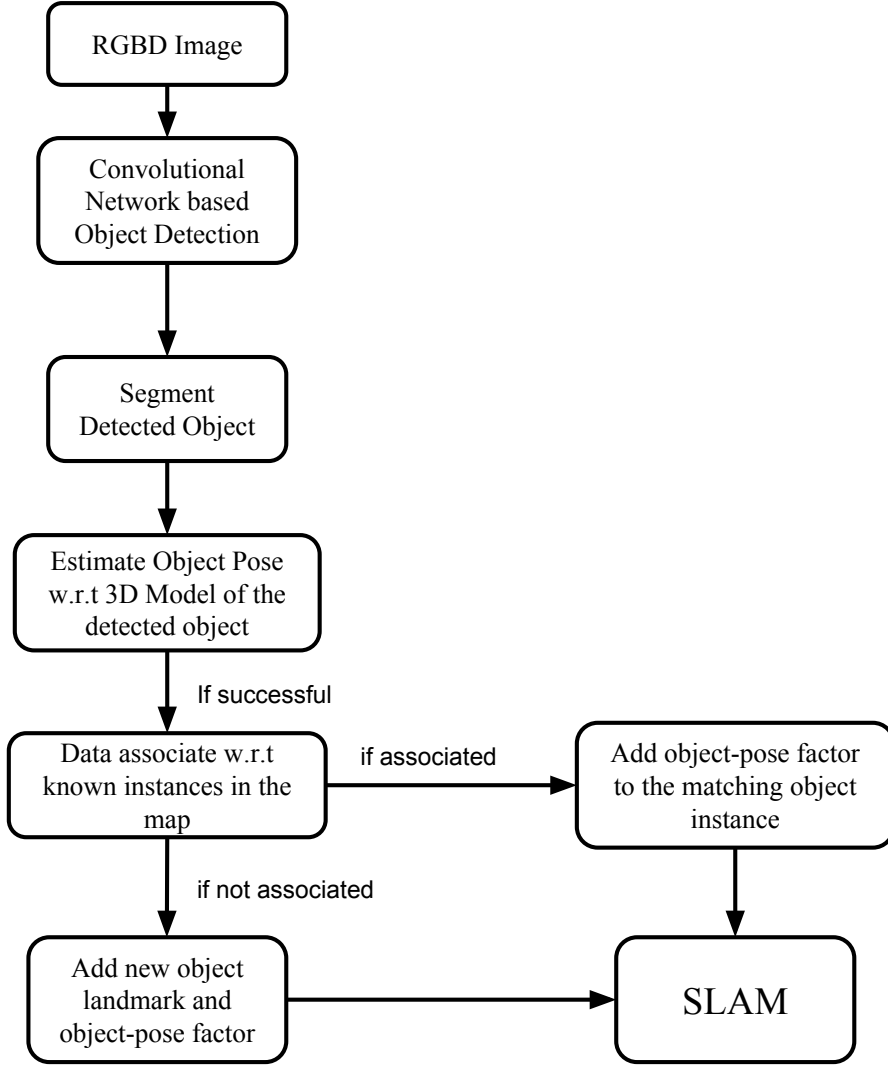 RGBD Image
Convolutional
Network based
Object Detection
Segment
Detected Object
Estimate Object Pose
w.r.t 3D Model of the
detected object
If successful
Data associate w.r.t
known instances in the
map
if associated
Add object-pose factor
to the matching object
instance
if not associated
Add new object
landmark and
object-pose factor
SLAM